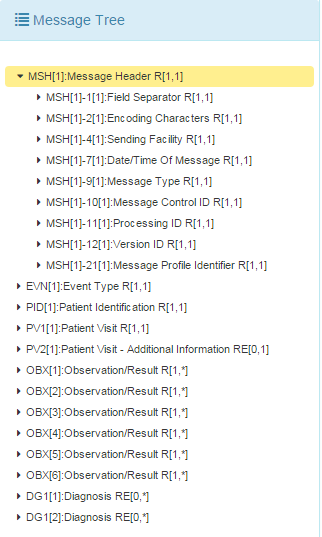 Message Tree
MSH[1]:Message Header R[1,1]
MSH[1]-1[1]:Field Separator R[1,1]
MSH[1]-2[1]:Encoding Characters R[1,1]
MSH[1]-4[1]:Sending Facility R[1,1]
MSH[1]-7[1]:Date/Time Of Message R[1,1]
MSH[1]-9[1]:Message Type R[1,1]
MSH[1]-10[1]:Message Control ID R[1,1]
MSH[1]-11[1]:Processing ID R[1,1]
MSH[1]-12[1]:Version ID R[1,1]
MSH[1]-21[1]:Message Profile Identifier R[1,1]
EVN[1]:Event Type R[1,1]
PID[1]:Patient Identification R[1,1]
PV1[1]:Patient Visit R[1,1]
PV2[1]:Patient Visit - Additional Information RE[0,1]
OBX[1]:Observation/Result R[1,*]
OBX[2]:Observation/Result R[1,*]
OBX[3]:Observation/Result R[1,*]
OBX[4]:Observation/Result R[1,*]
OBX[5]:Observation/Result R[1,*]
OBX[6]:Observation/Result R[1,*]
DG1[1]:Diagnosis RE[0,*]
DG1[2]:Diagnosis RE[0,*]